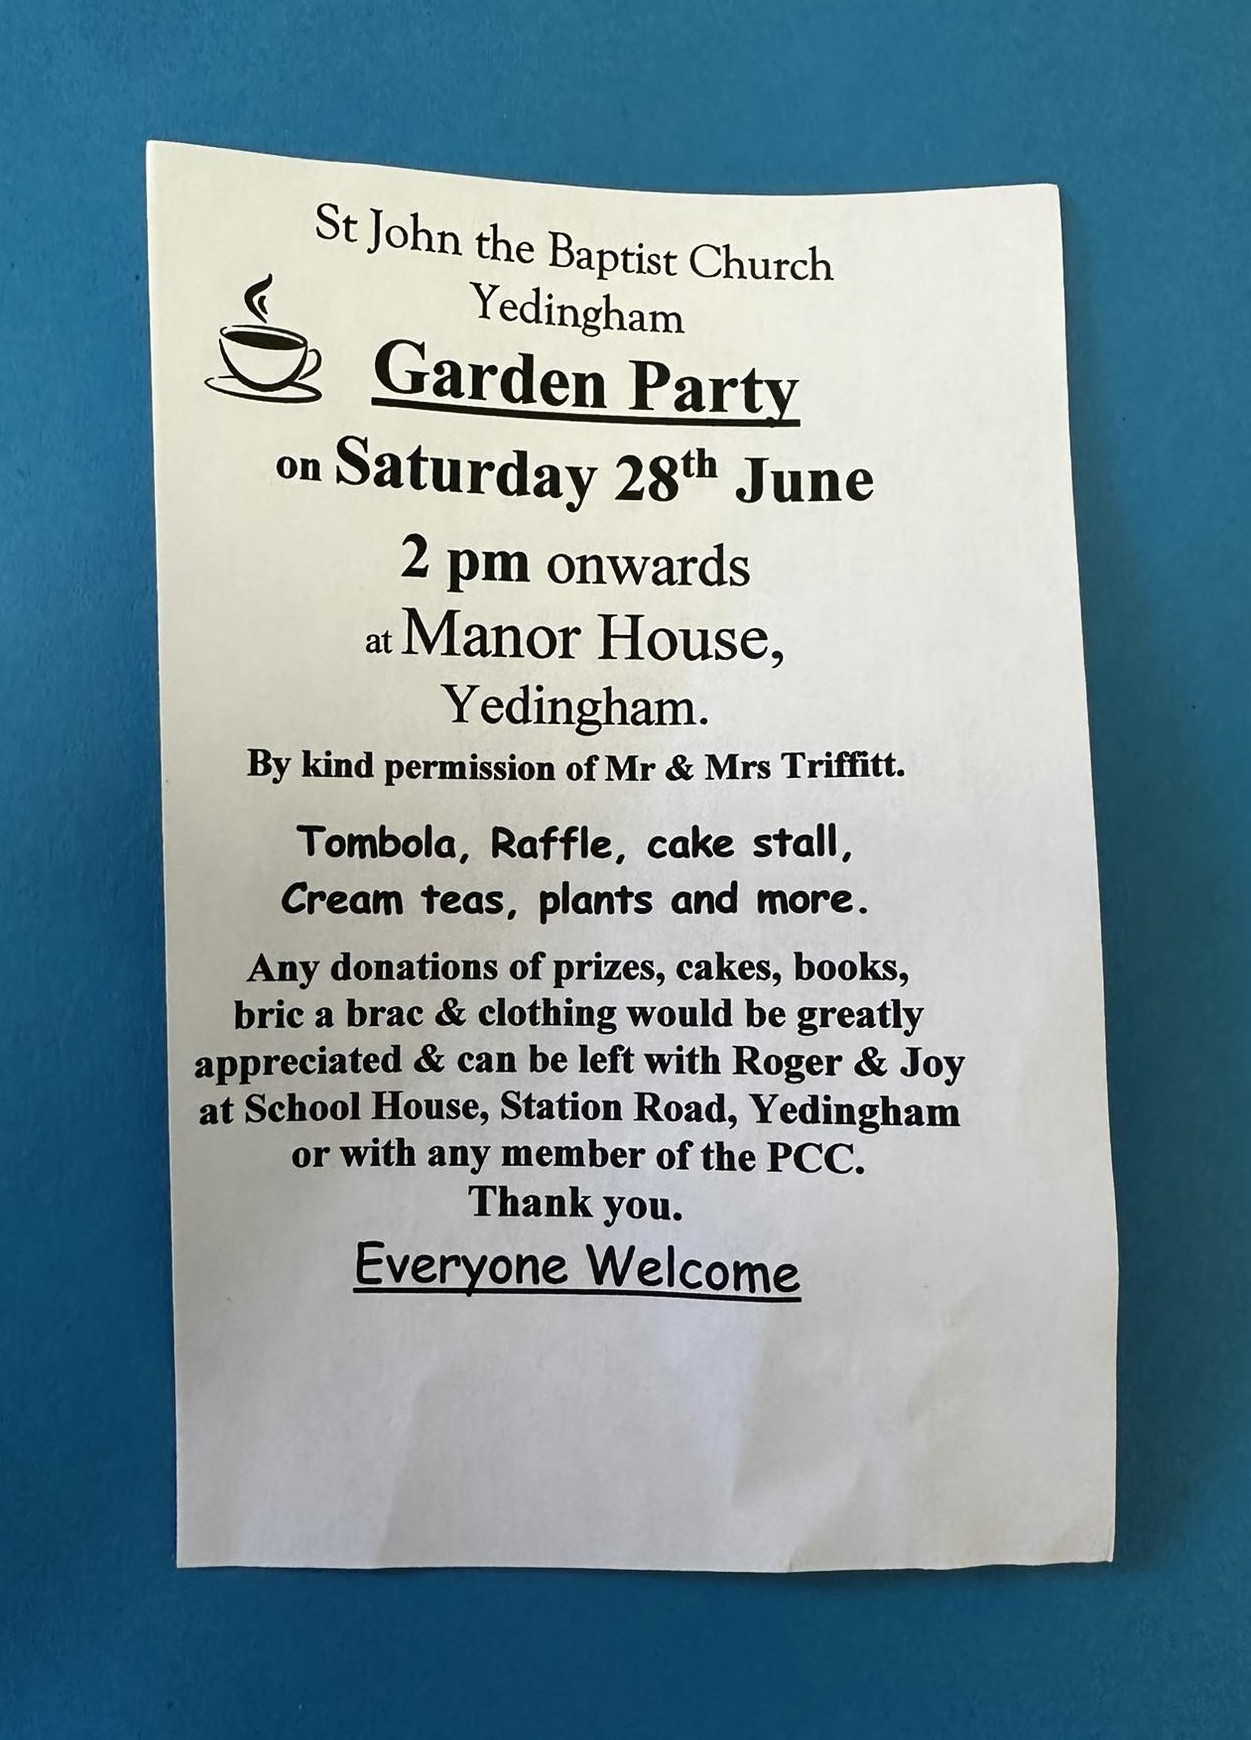 St John the Baptist Church
Yedingham
Garden Party
on Saturday 28th June
2 pm onwards
at Manor House,
Yedingham.
By kind permission of Mr & Mrs Triffitt.
Tombola, Raffle, cake stall,
Cream teas, plants and more.
Any donations of prizes, cakes, books,
bric a brac & clothing would be greatly
appreciated & can be left with Roger & Joy
at School House, Station Road, Yedingham
or with any member of the PCC.
Thank you.
Everyone Welcome